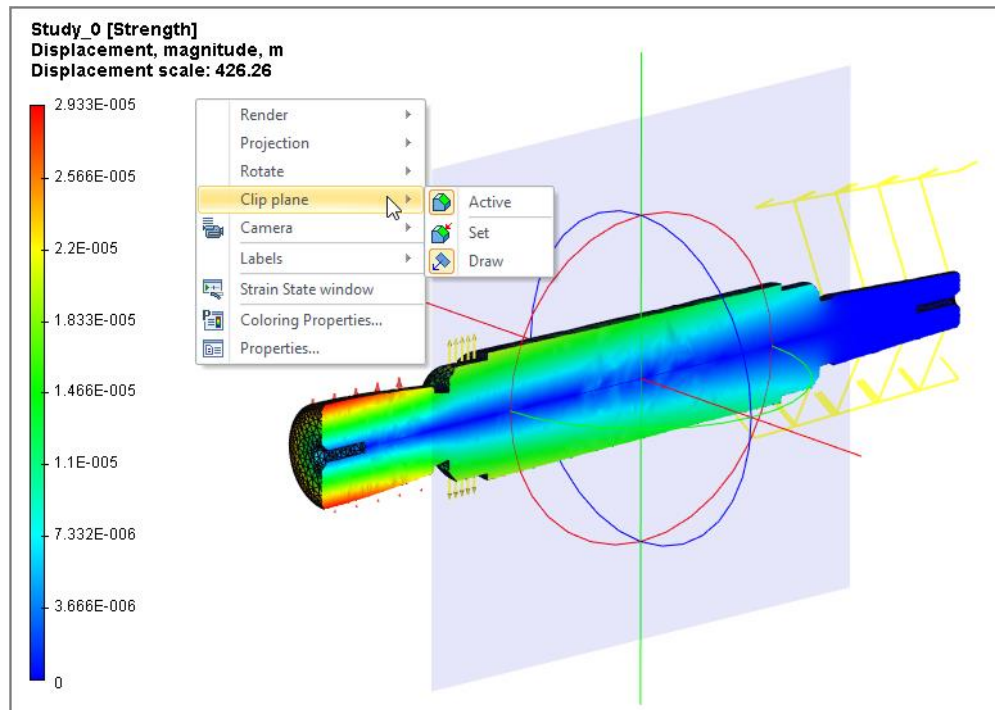 Study_0 [Strength]
Displacement, magnitude, m
Displacement scale: 426.26
2.933E-005
2.566E-005
2.2E-005
1.833E-005
1.466E-005
1.1E-005
7.332E-006
3.666E-006
0
Render
Projection
Rotate
Clip plane
Camera
Labels
Strain State window
Coloring Properties...
Properties...
Active
Set
Draw